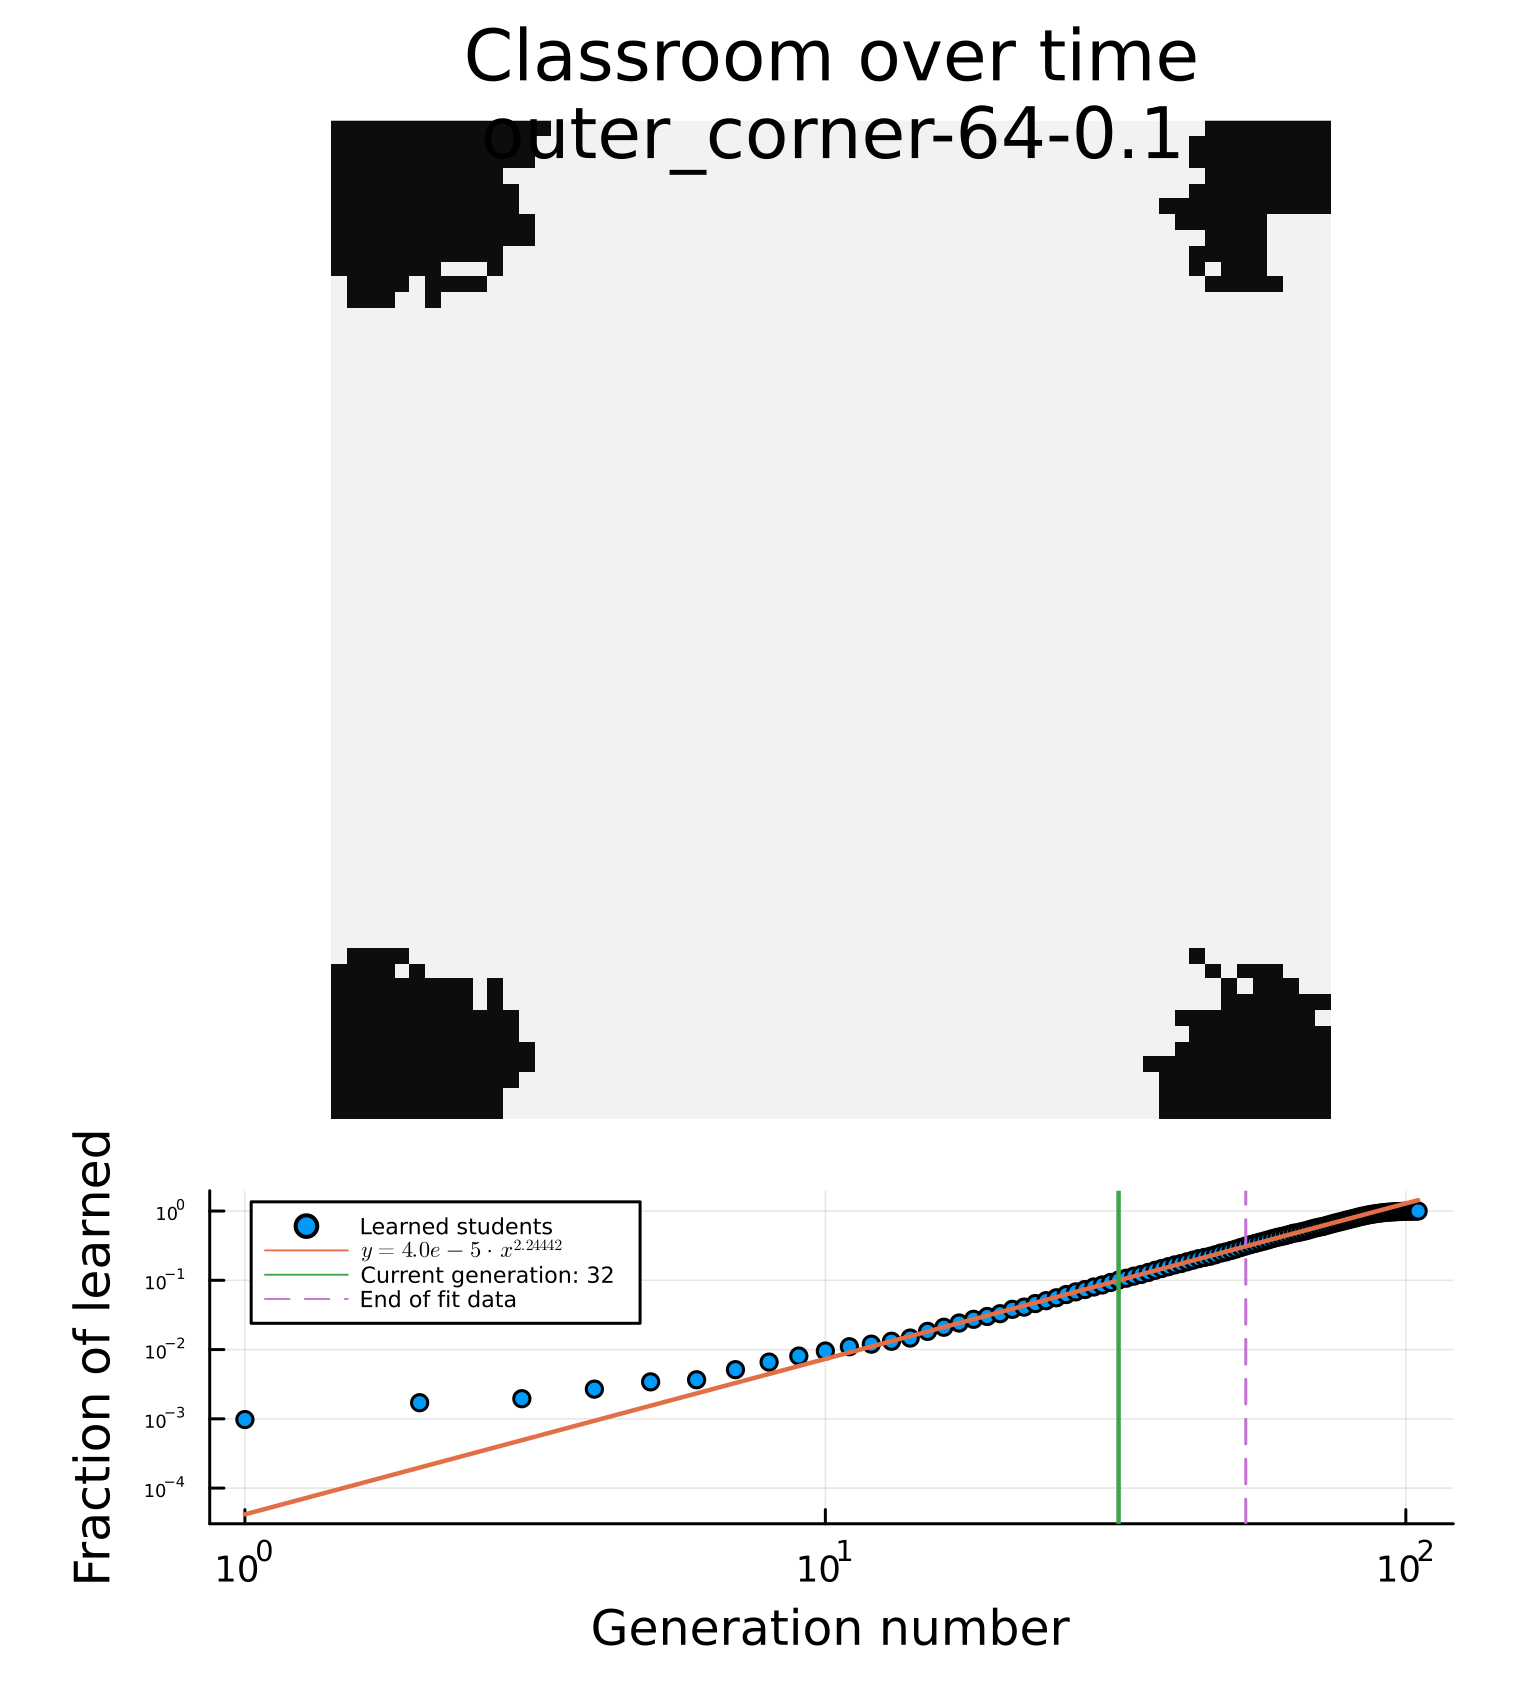 Classroom over time
outer_corner-64-0.1
Fraction of learned
10⁰
10⁻¹
10⁻²
10⁻³
10⁻⁴
Learned students
y = 4.0e − 5 · x^2.24442
Current generation: 32
End of fit data
10⁰ 10¹ 10²
Generation number